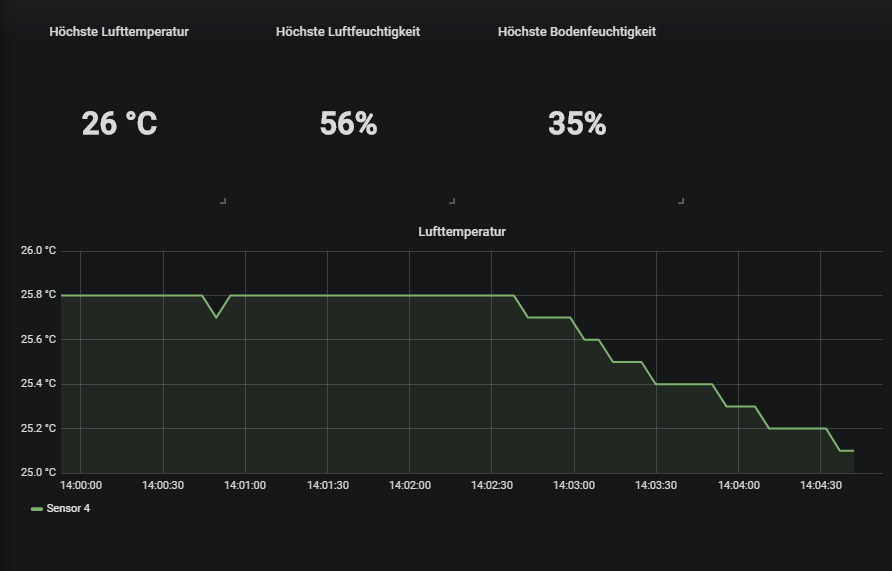 Höchste Lufttemperatur
Höchste Luftfeuchtigkeit
Höchste Bodenfeuchtigkeit
26 °C
56%
35%
Lufttemperatur
26.0 °C
25.8 °C
25.6 °C
25.4 °C
25.2 °C
25.0 °C
14:00:00 14:00:30 14:01:00 14:01:30 14:02:00 14:02:30 14:03:00 14:03:30 14:04:00 14:04:30
Sensor 4